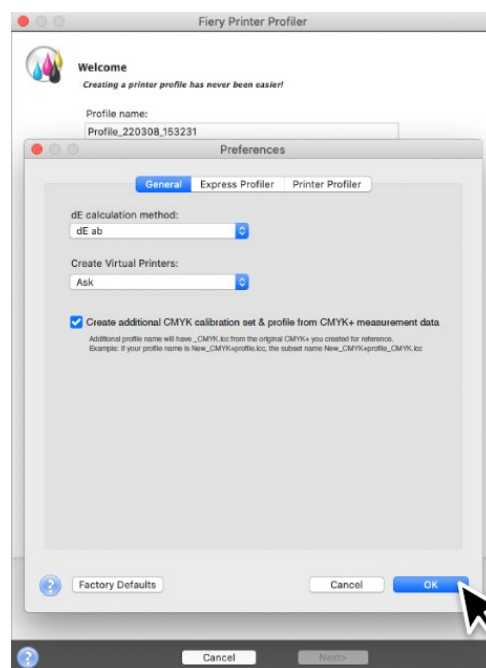 Fiery Printer Profiler
Welcome
Creating a printer profile has never been easier!
Profile name:
Profile_220308_153231
Preferences
General Express Profiler Printer Profiler
dE calculation method:
dE ab
Create Virtual Printers:
Ask
Create additional CMYK calibration set & profile from CMYK+ measurement data
Additional profile name will have _CMYK.icc from the original CMYK+ you created for reference.
Example: If your profile name is New_CMYK+profile.icc, the subset name New_CMYK+profile_CMYK.icc
? Factory Defaults Cancel OK
? Cancel Next>